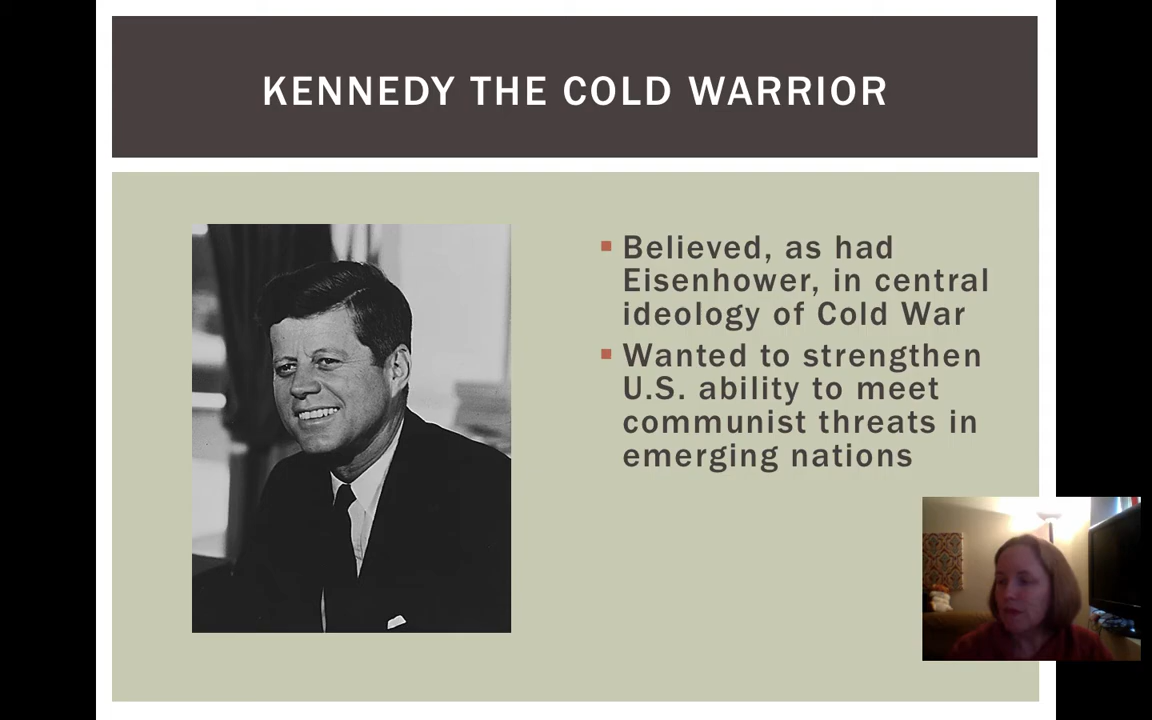 KENNEDY THE COLD WARRIOR
Believed, as had
Eisenhower, in central
ideology of Cold War
Wanted to strengthen
U.S. ability to meet
communist threats in
emerging nations